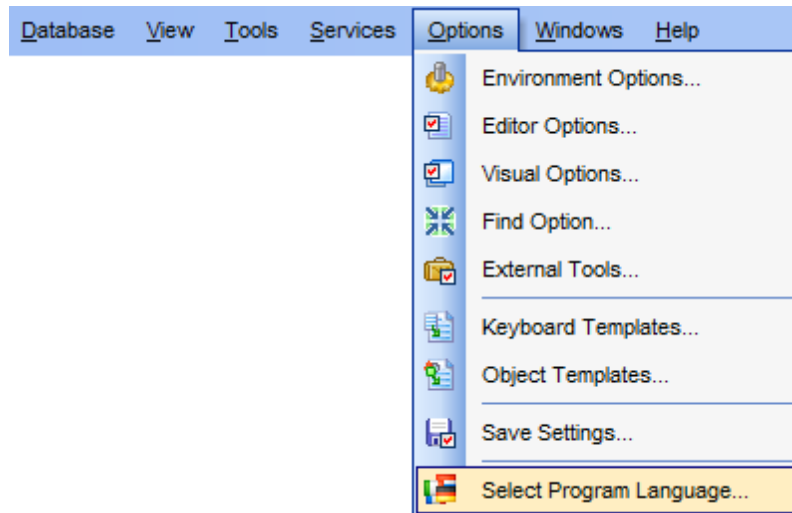 Database View Tools Services Options Windows Help
Environment Options...
Editor Options...
Visual Options...
Find Option...
External Tools...
Keyboard Templates...
Object Templates...
Save Settings...
Select Program Language...